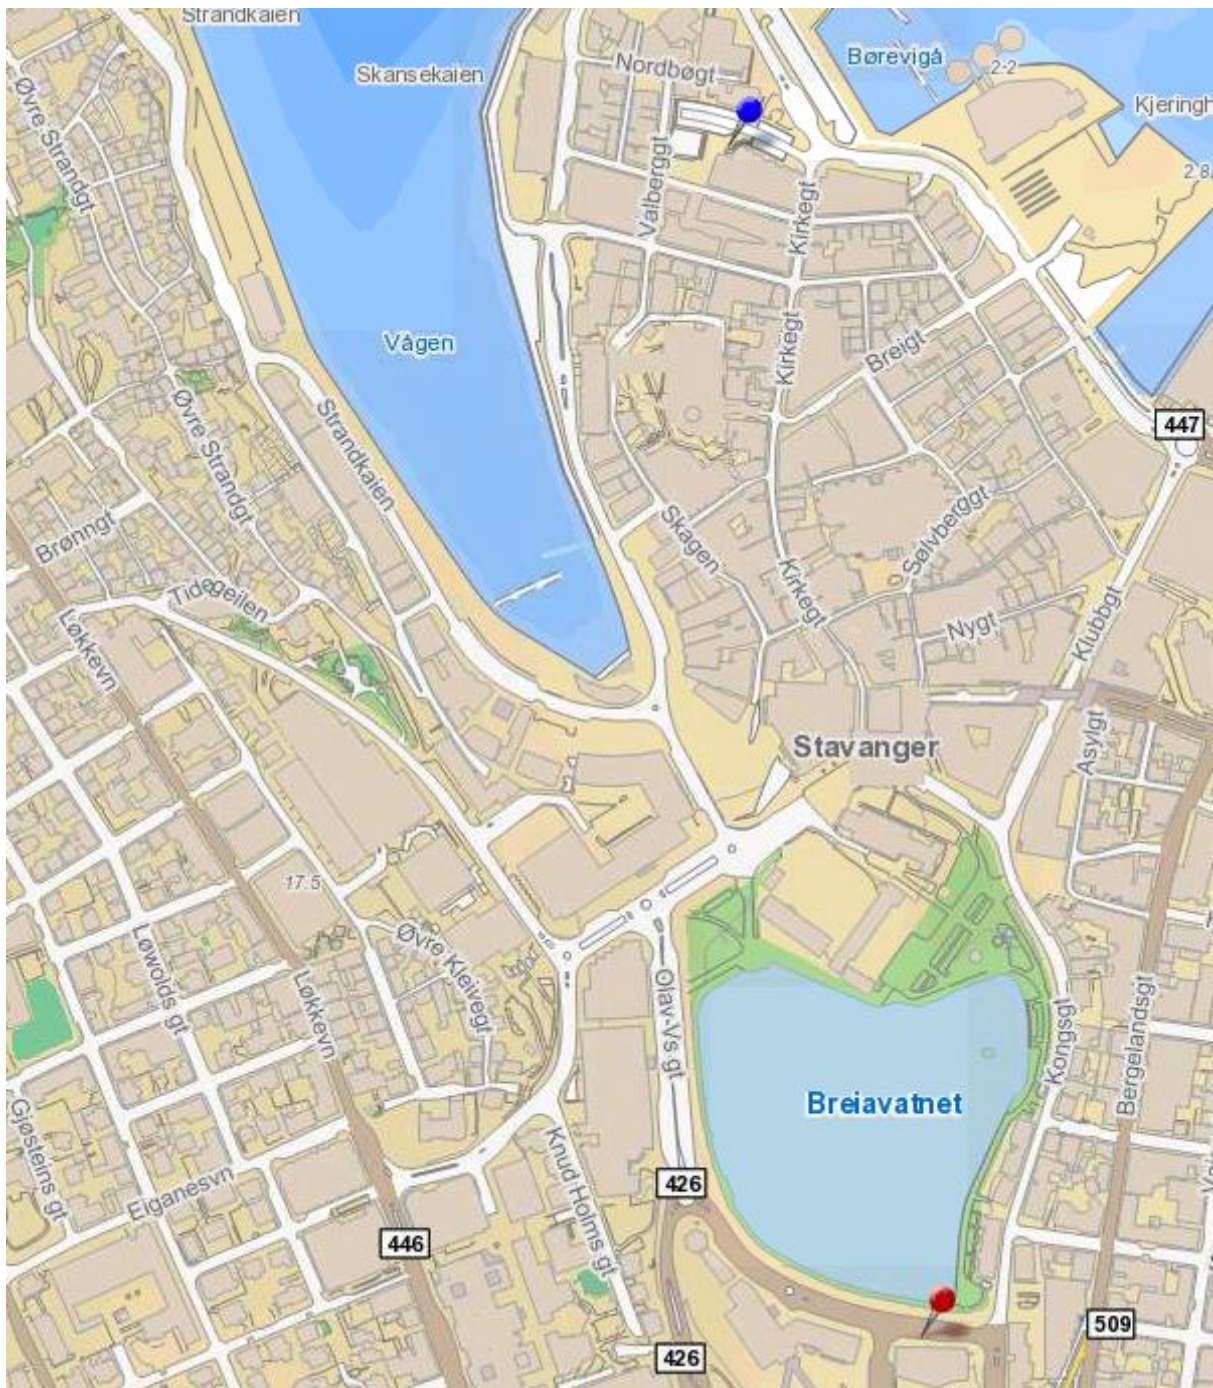 Strandkaien
Børevigå
Nordbøgt
2:2
Skansekaien
Kjeringh
Øvre Strandgt
2.8
Valberggt
Kirkegt
Vågen
Kirkegt
Breigt
Øvre Strandgt
Strandkaien
447
Brønngt
Skagen
Sølvberggt
Tidegeilen
Kirkegt
Løkkevn
Nygt
Klubbgt
Stavanger
Asylgt
17.5
Løwolds gt
Øvre Kleivegt
Løkkevn
Olav-Vs gt
Kongsgt
Bergelandsgt
Breiavatnet
Gjøsteins gt
Eiganesvn
Knud Holms gt
426
446
509
426